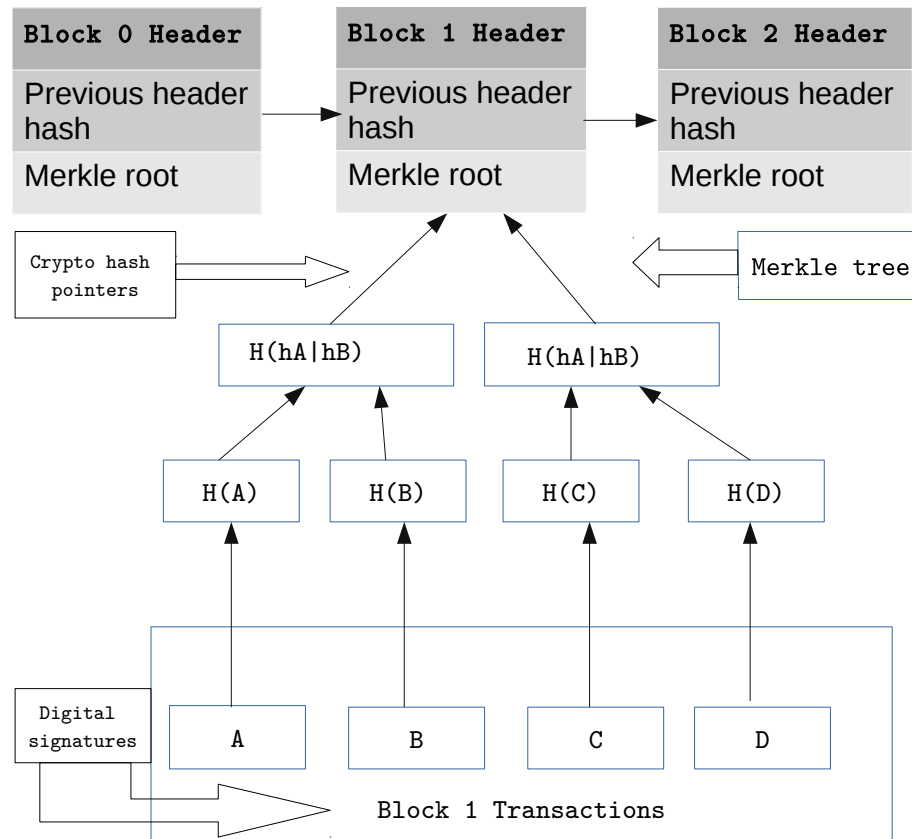 Block 0 Header
Previous header
hash
Merkle root
Block 1 Header
Previous header
hash
Merkle root
Block 2 Header
Previous header
hash
Merkle root
Crypto hash
pointers
Merkle tree
H(hA|hB)
H(hA|hB)
H(A)
H(B)
H(C)
H(D)
Digital
signatures
A
B
C
D
Block 1 Transactions